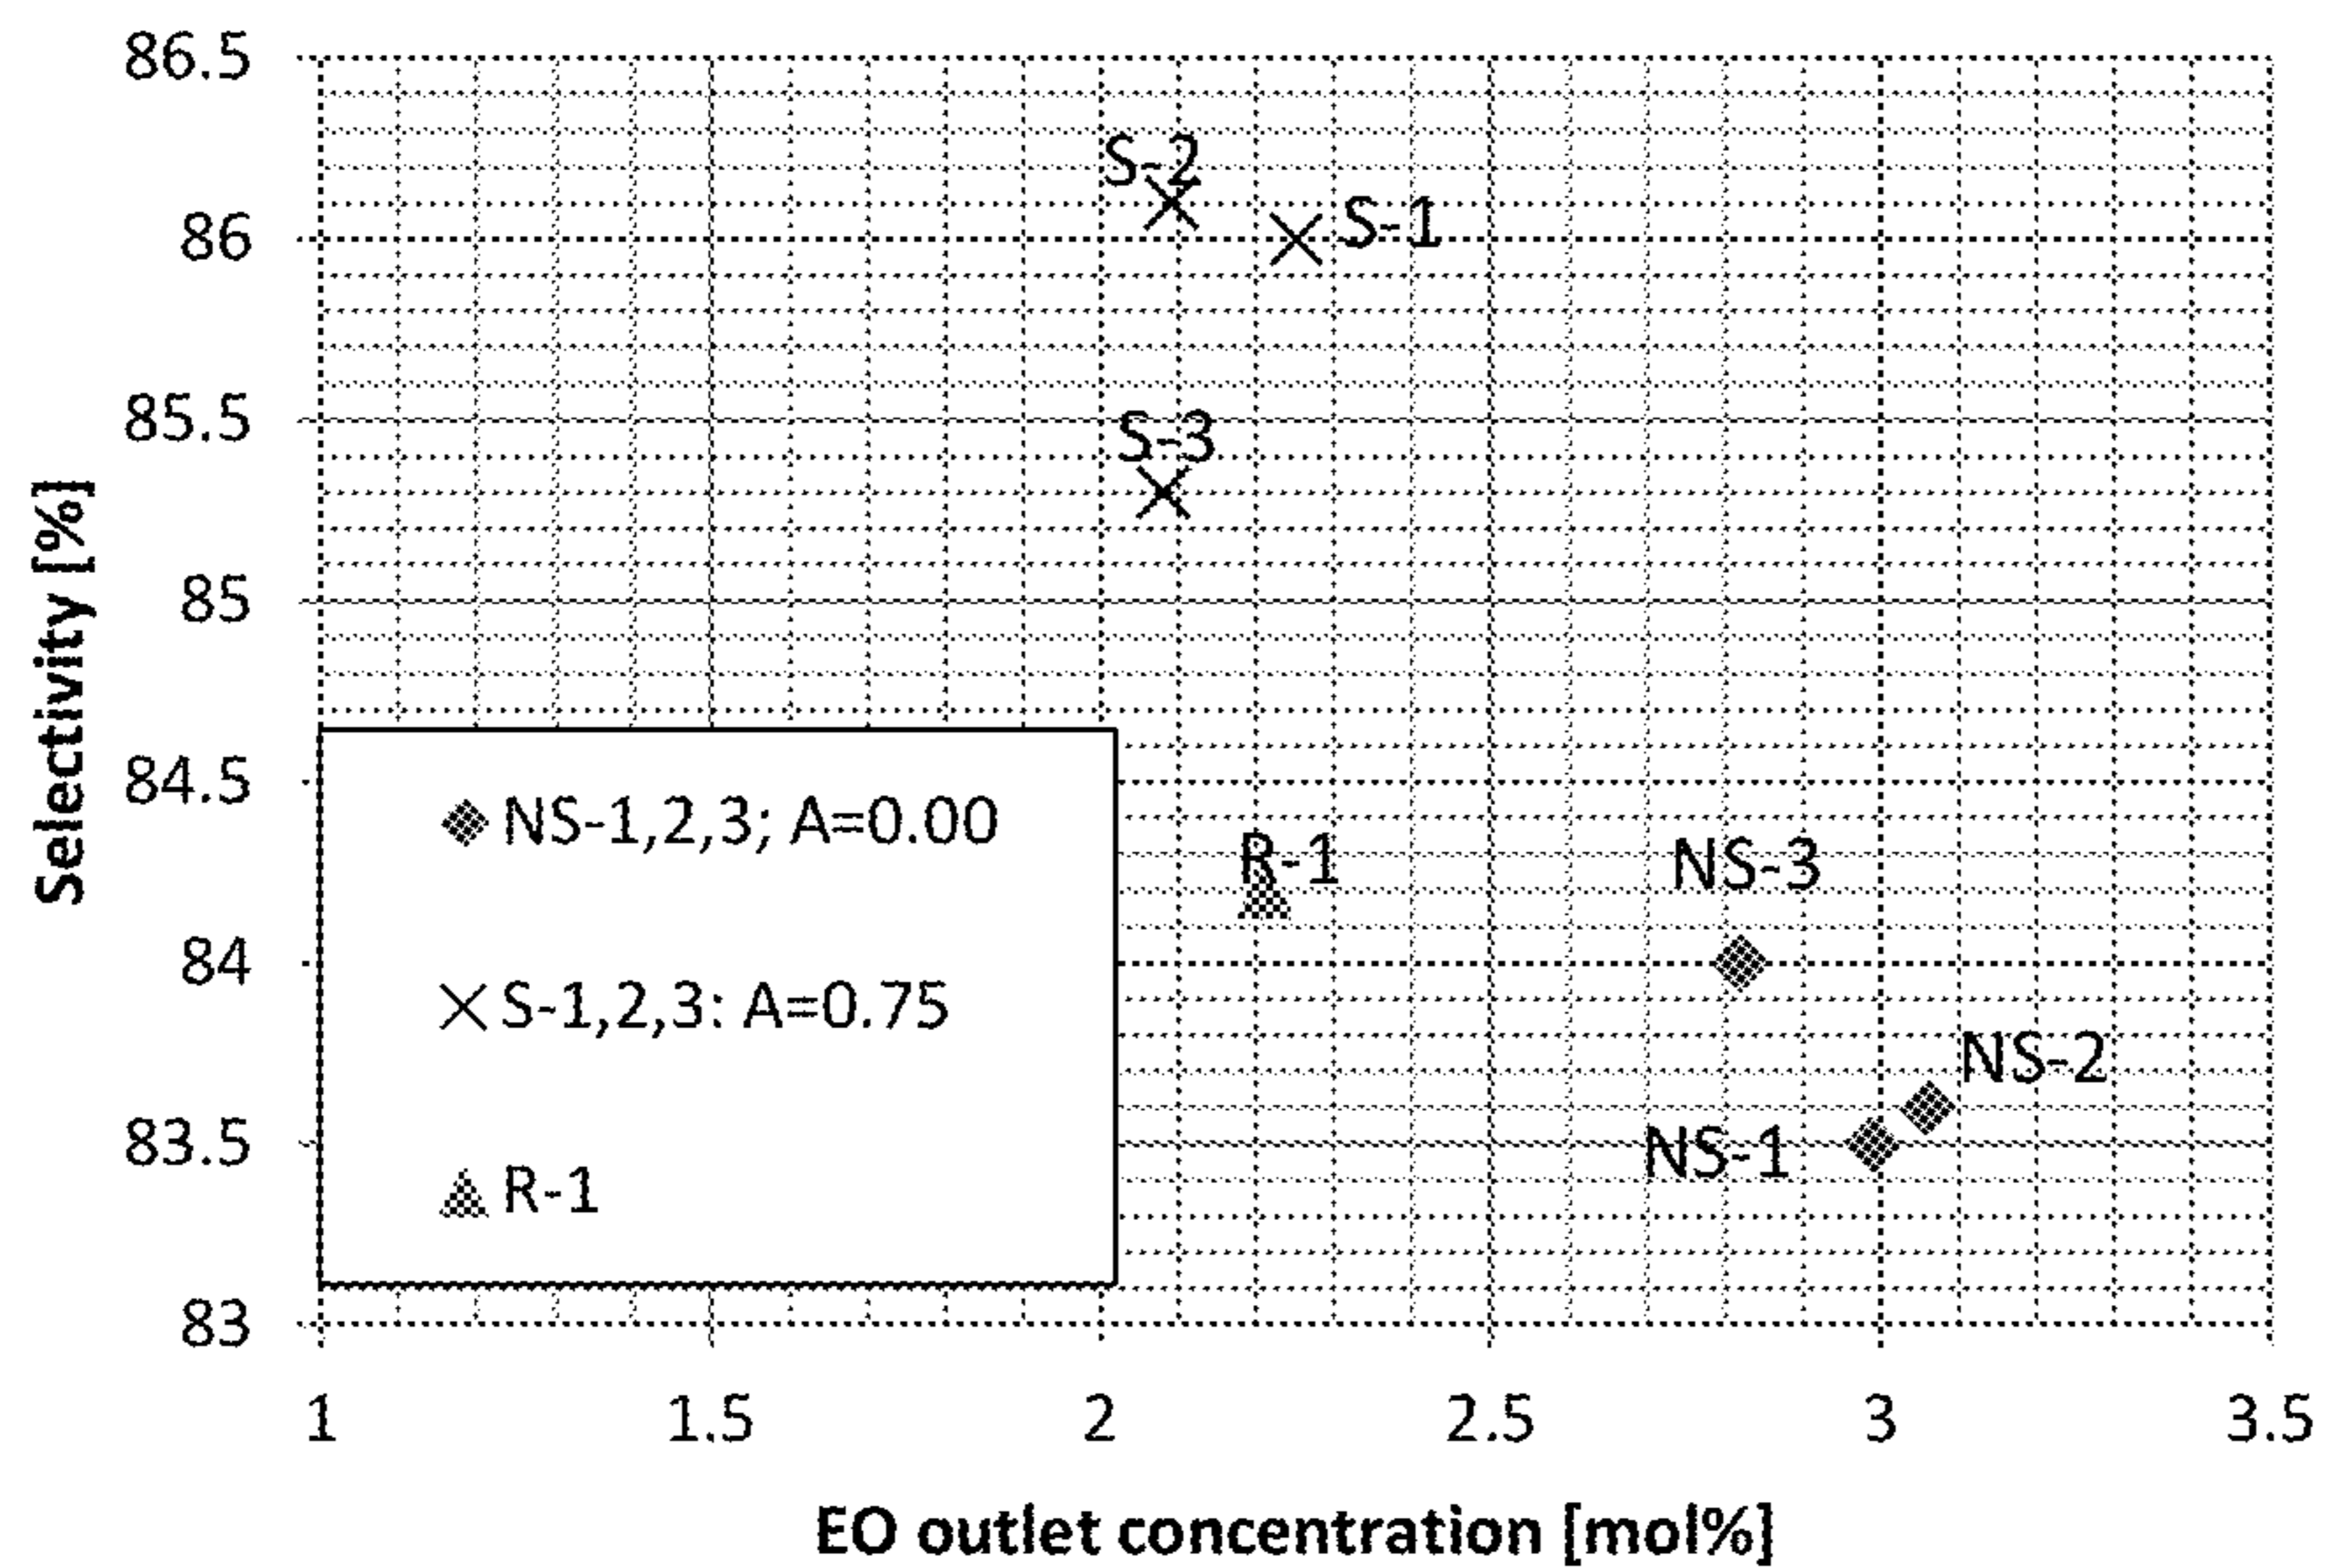 86.5
86
85.5
85
84.5
84
83.5
83
Selectivity [%]
S-2
S-1
S-3
R-1
NS-3
NS-2
NS-1
NS-1,2,3; A=0.00
S-1,2,3: A=0.75
R-1
1 1.5 2 2.5 3 3.5
EO outlet concentration [mol%]